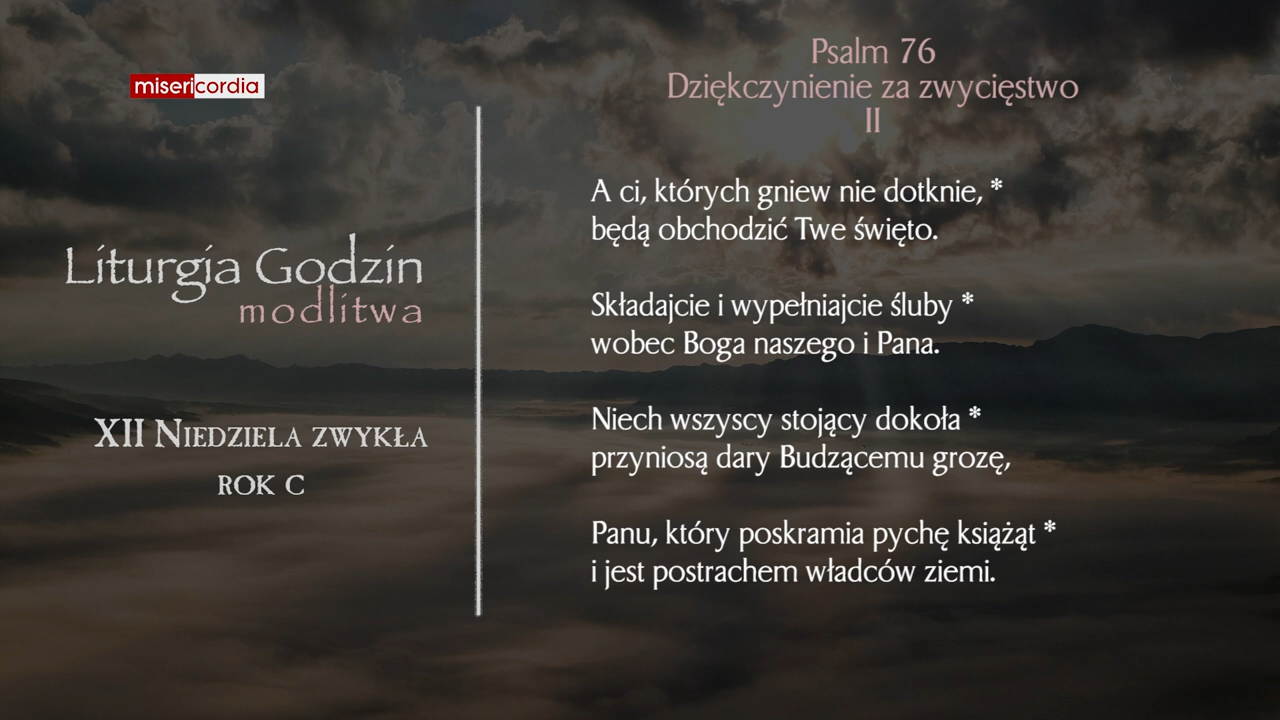 misericordia
Liturgia Godzin
modlitwa
XII Niedziela zwykła
rok C
Psalm 76
Dziękczynienie za zwycięstwo
II
A ci, których gniew nie dotknie, *
będą obchodzić Twe święto.
Składajcie i wypełniajcie śluby *
wobec Boga naszego i Pana.
Niech wszyscy stojący dokoła *
przyniosą dary Budzącemu grozę,
Panu, który poskramia pychę książąt *
i jest postrachem władców ziemi.